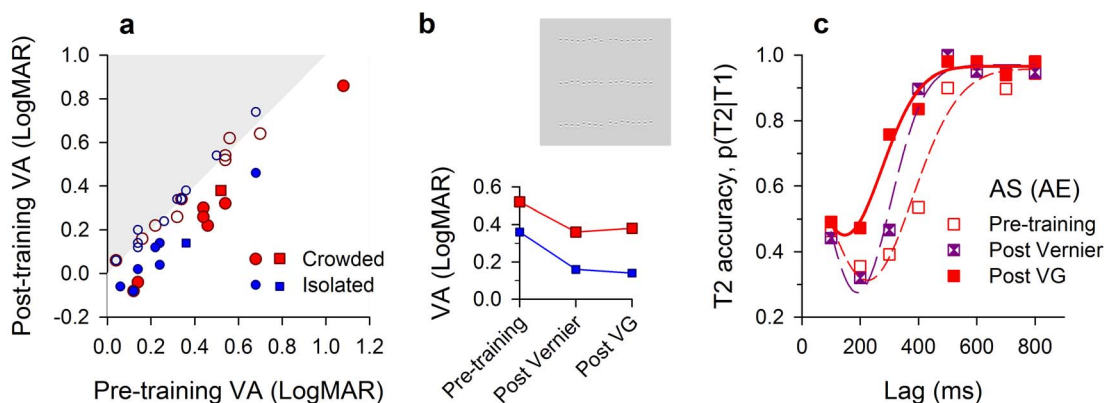 a
Post-training VA (LogMAR)
1.0
0.8
0.6
0.4
0.2
0.0
-0.2
0.0 0.2 0.4 0.6 0.8 1.0 1.2
Pre-training VA (LogMAR)
Crowded
Isolated
b
VA (LogMAR)
0.6
0.4
0.2
0.0
Pre-training
Post Vernier
Post VG
c
T2 accuracy, p(T2|T1)
1.0
0.8
0.6
0.4
0.2
0 200 400 600 800
Lag (ms)
AS (AE)
Pre-training
Post Vernier
Post VG